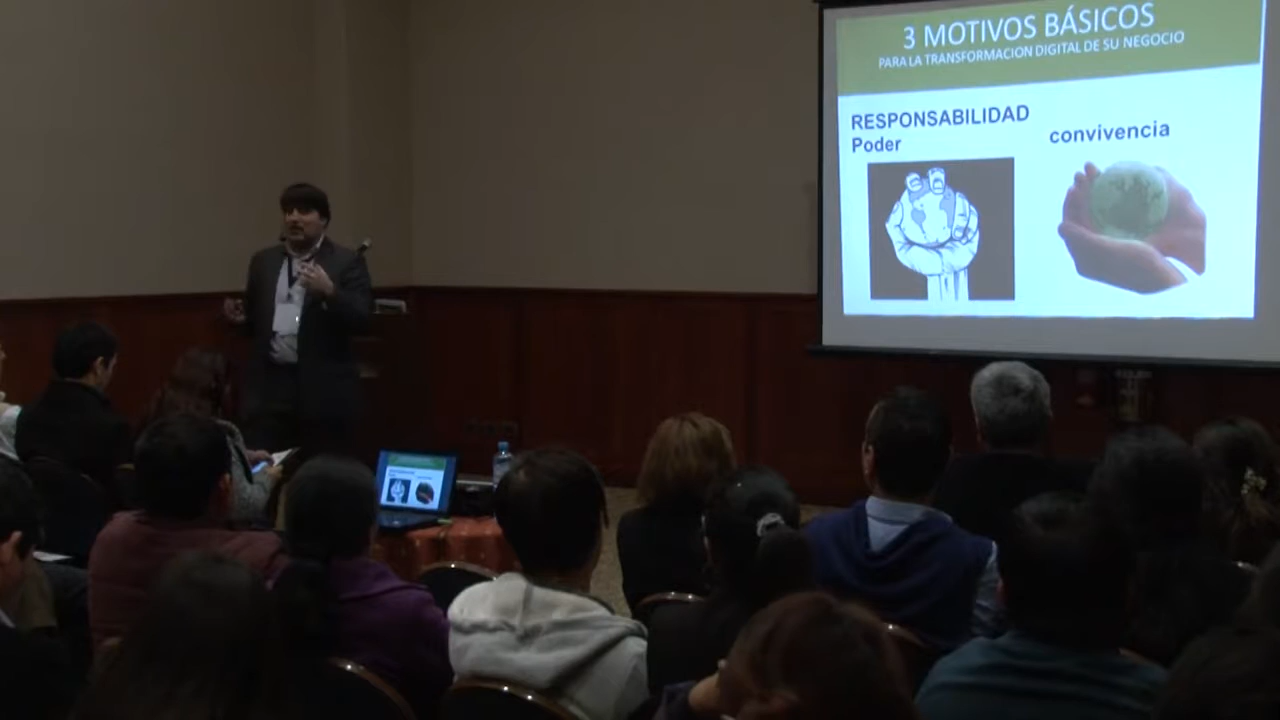 3 MOTIVOS BÁSICOS
PARA LA TRANSFORMACION DIGITAL DE SU NEGOCIO
RESPONSABILIDAD
Poder
convivencia